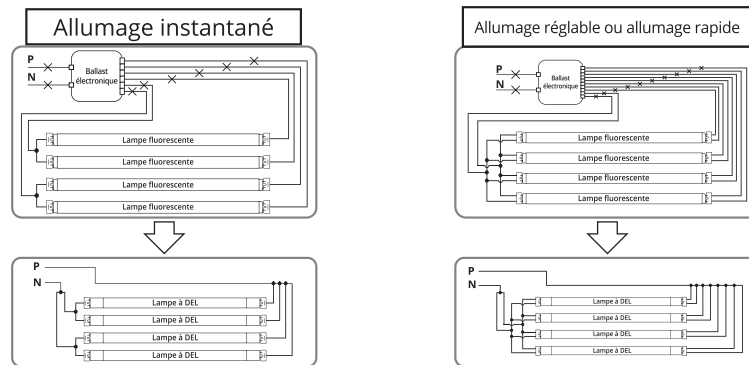 Allumage instantané
P
N
Ballast
électronique
Lampe fluorescente
Lampe fluorescente
Lampe fluorescente
Lampe fluorescente
P
N
Lampe à DEL
Lampe à DEL
Lampe à DEL
Lampe à DEL
Allumage réglable ou allumage rapide
P
N
Ballast
électronique
Lampe fluorescente
Lampe fluorescente
Lampe fluorescente
Lampe fluorescente
P
N
Lampe à DEL
Lampe à DEL
Lampe à DEL
Lampe à DEL